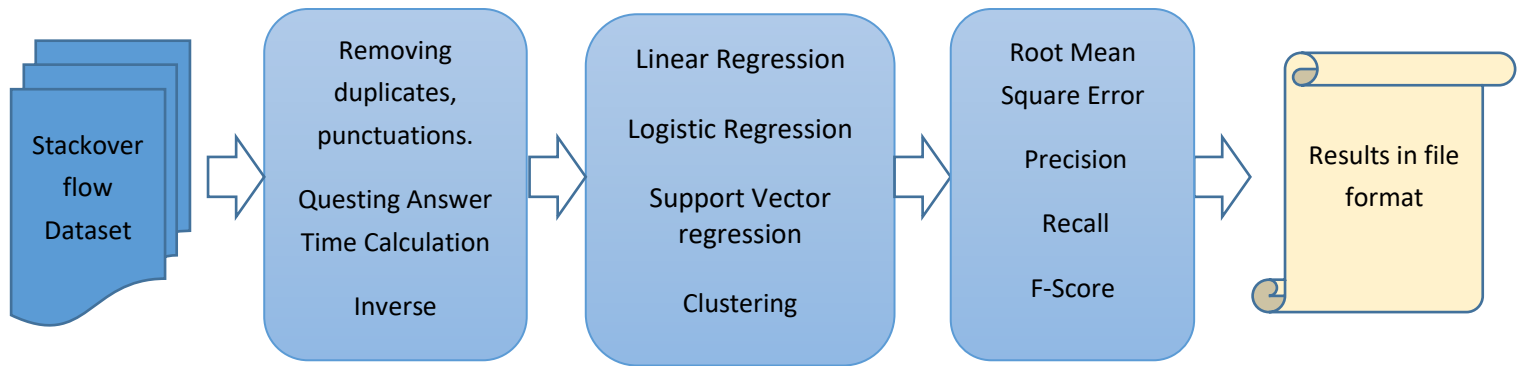 Stackover
flow
Dataset
Removing
duplicates,
punctuations.
Questing Answer
Time Calculation
Inverse
Linear Regression
Logistic Regression
Support Vector
regression
Clustering
Root Mean
Square Error
Precision
Recall
F-Score
Results in file
format